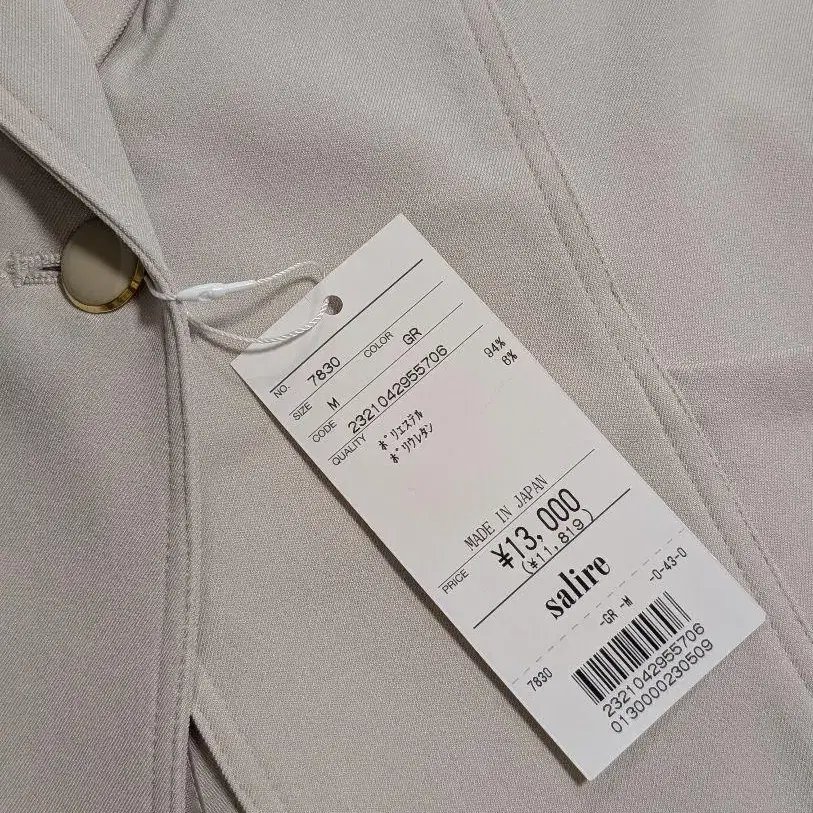 NO. 7830 COLOR GR
SIZE M
CODE 2321042955706
QUALITY
ポリエステル 94%
ポリウレタン 6%
MADE IN JAPAN
PRICE ¥13,000
(¥11,819)
salire
7830 -GR -M -0-43-0
2321042955706
0130000230509